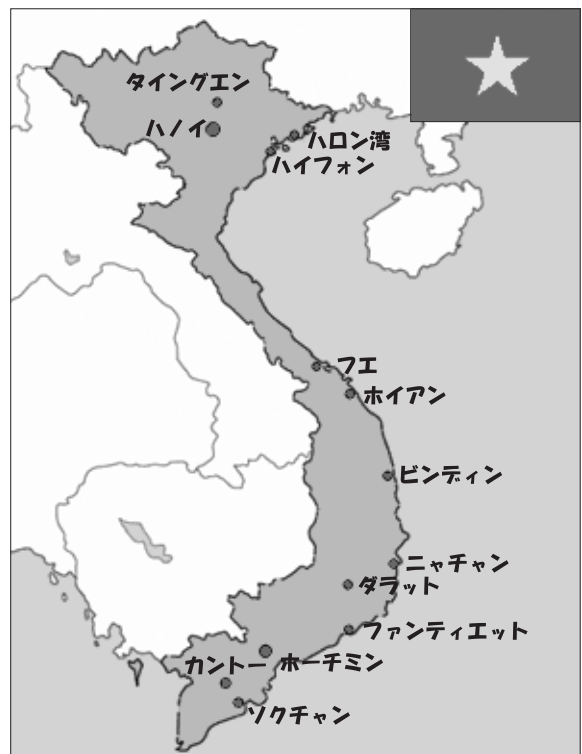 タイングエン
ハノイ
ハロン湾
ハイフォン
フエ
ホイアン
ビンディン
ニャチャン
ダラット
ファンティエット
カントー
ホーチミン
ソクチャン